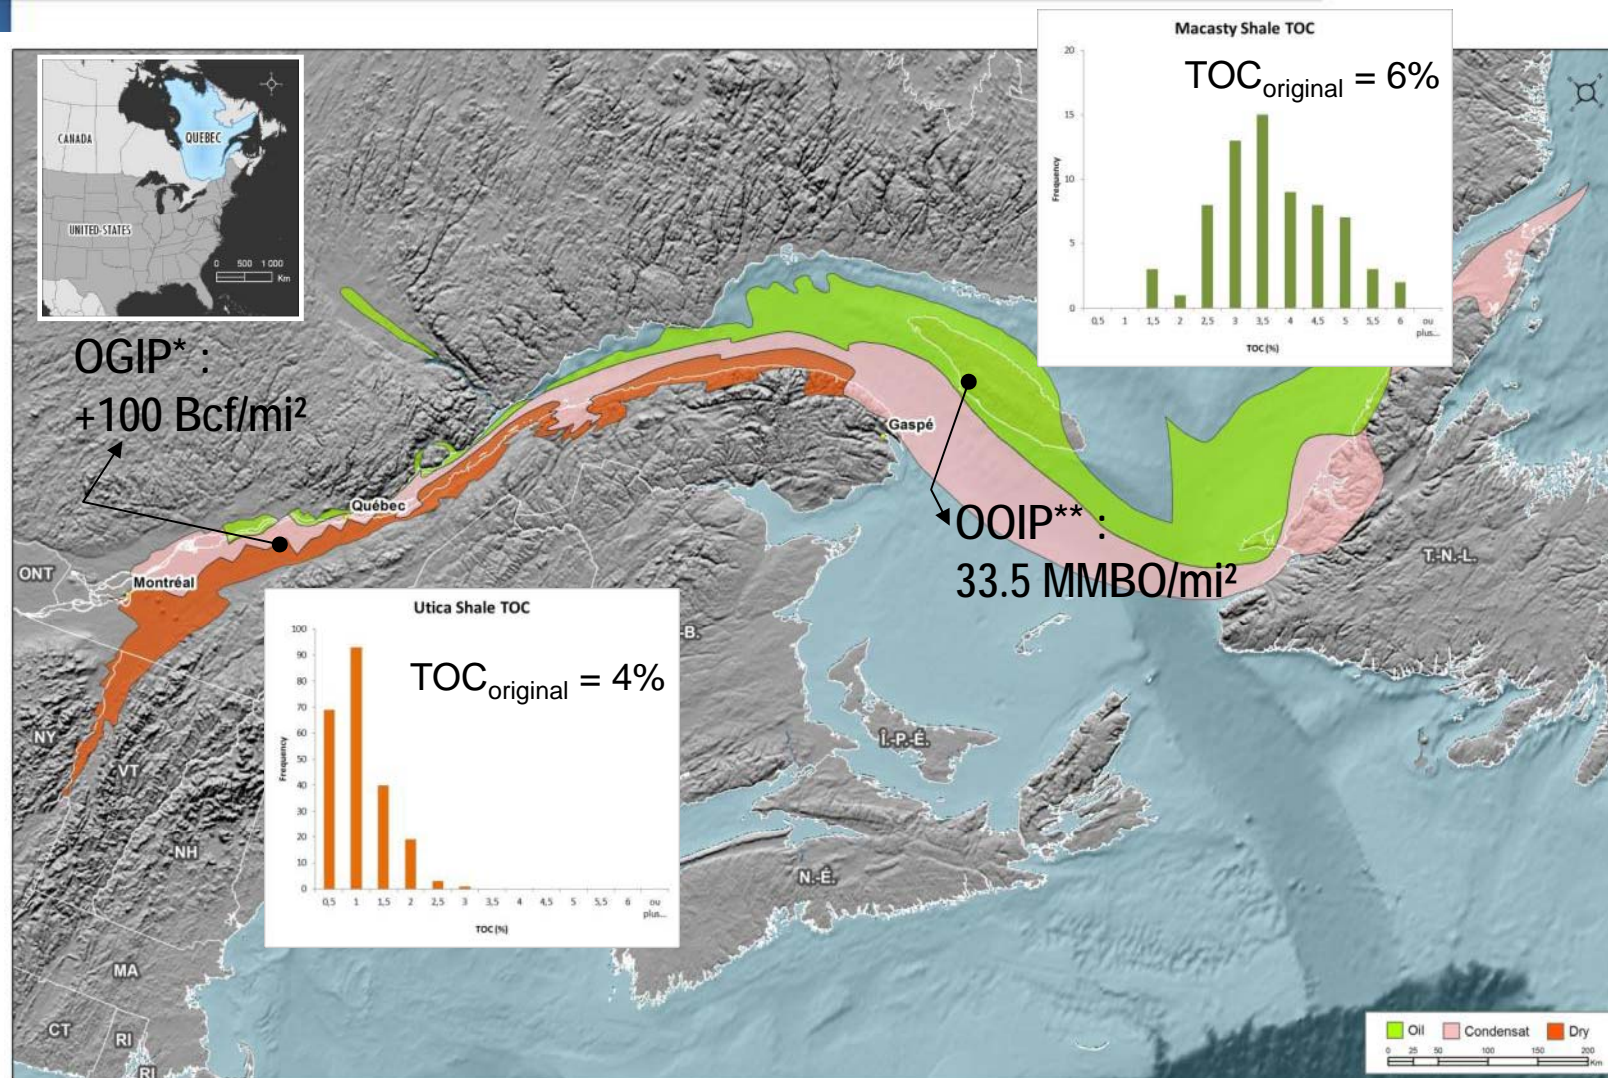 CANADA
QUEBEC
UNITED-STATES
0 500 1 000
Km
OGIP* :
+100 Bcf/mi²
Macasty Shale TOC
TOCoriginal = 6%
20
15
10
5
0
Frequency
0,5 1 1,5 2 2,5 3 3,5 4 4,5 5 5,5 6 ou
plus...
TOC (%)
Gaspé
Québec
OOIP** :
33.5 MMBO/mi²
ONT
Montréal
T.-N.-L.
Utica Shale TOC
TOCoriginal = 4%
100
90
80
70
60
50
40
30
20
10
0
Frequency
0,5 1 1,5 2 2,5 3 3,5 4 4,5 5 5,5 6 ou
plus...
TOC (%)
-B.
Î.-P.-É.
N.-É.
NY
VT
NH
MA
CT
RI
RI
Oil Condensat Dry
0 25 50 100 150 200
Km